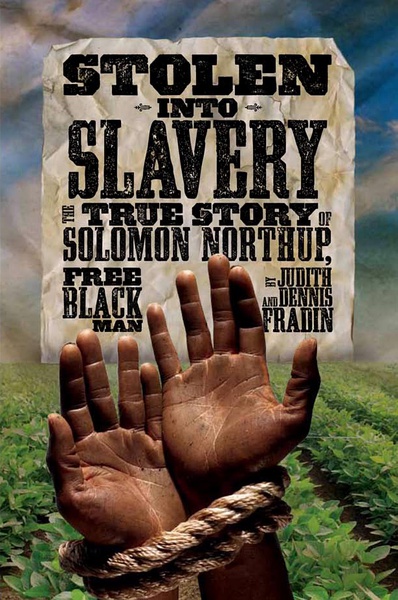 STOLEN
INTO
SLAVERY
THE TRUE STORY OF
SOLOMON NORTHUP,
FREE
BLACK
MAN
BY JUDITH
AND DENNIS
FRADIN